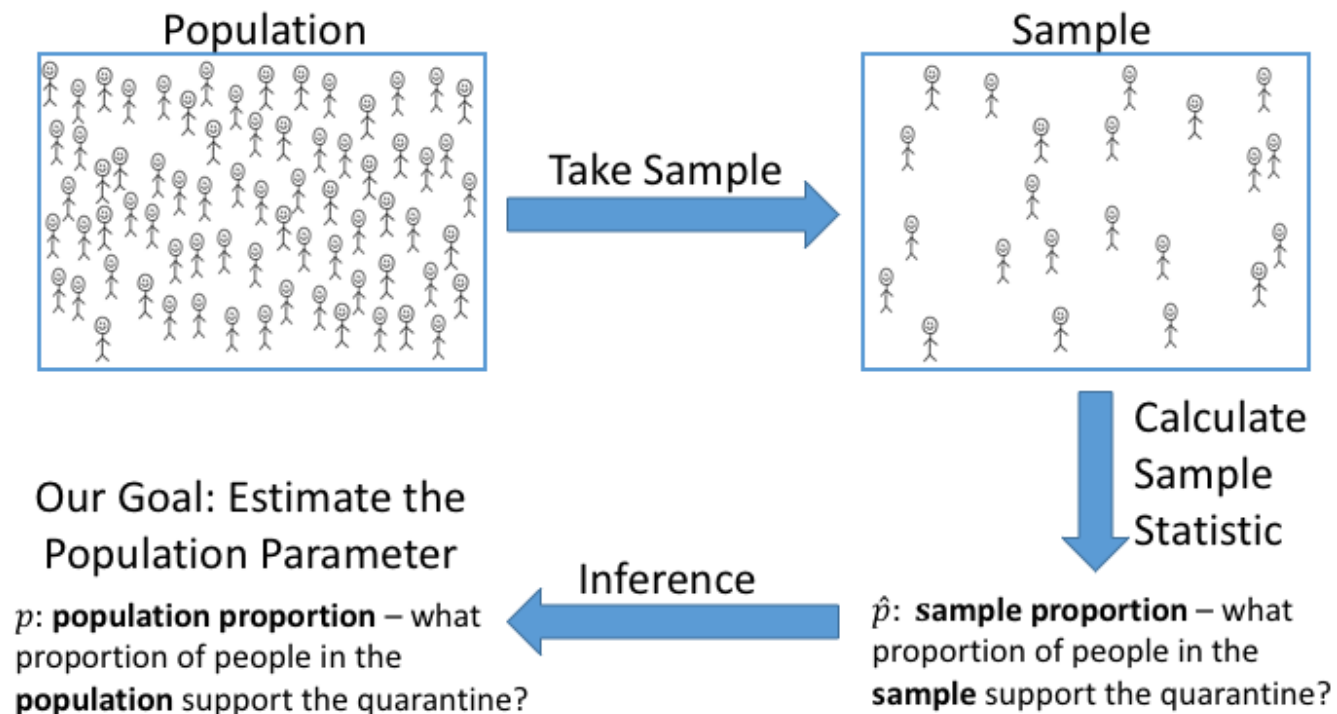 Population
Sample
Take Sample
Calculate
Sample
Statistic
Our Goal: Estimate the
Population Parameter
Inference
p: population proportion – what
proportion of people in the
population support the quarantine?
p̂: sample proportion – what
proportion of people in the
sample support the quarantine?